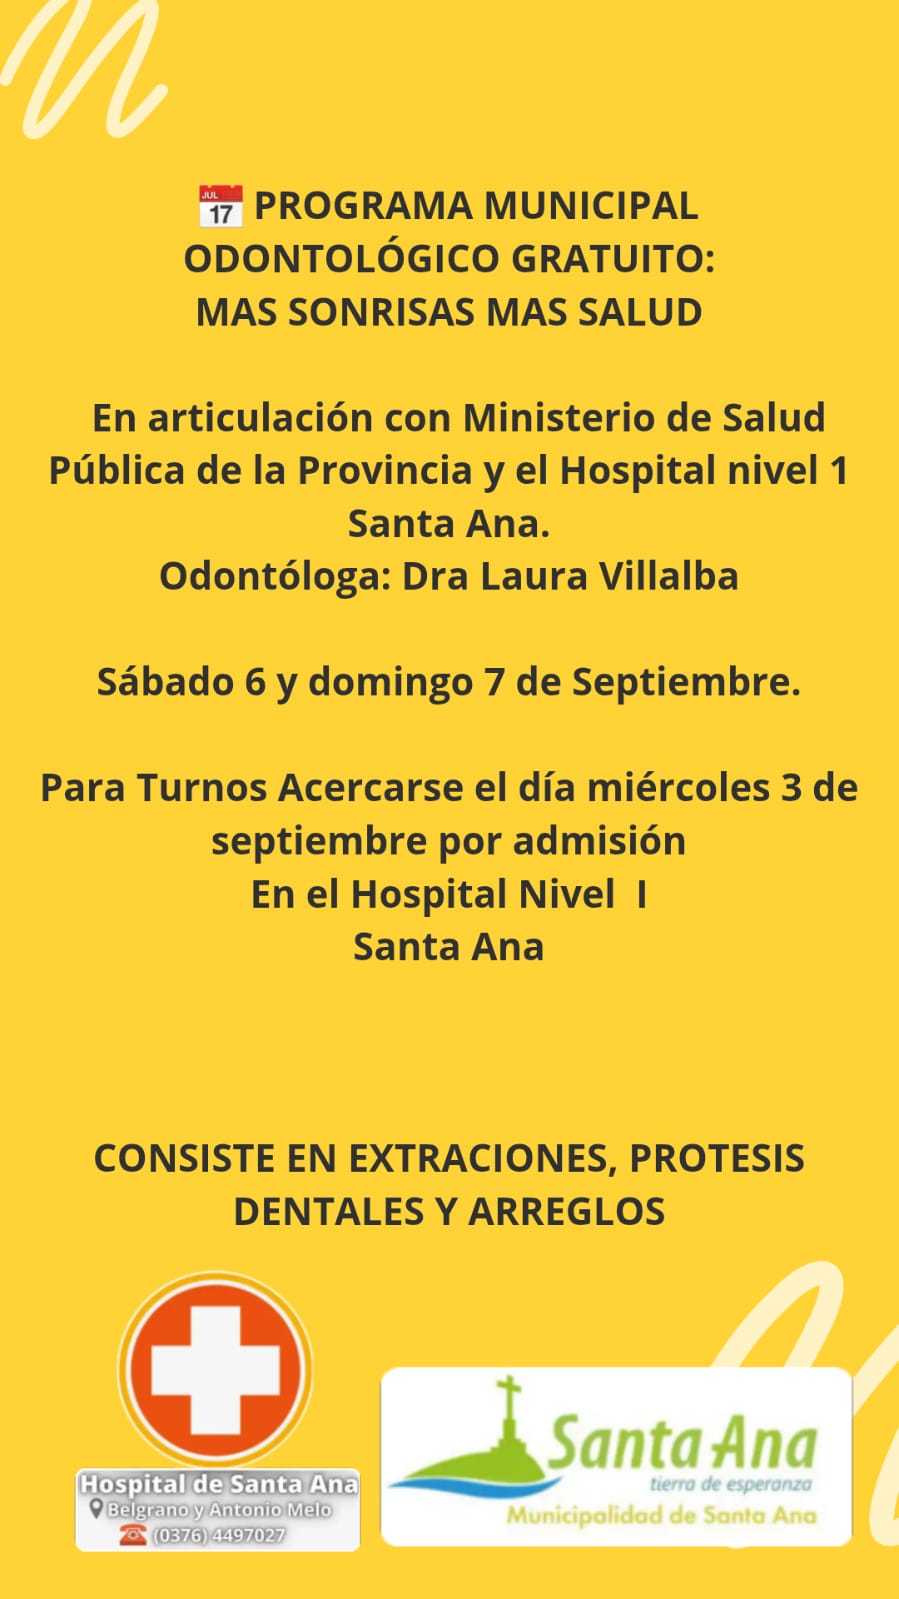 JUL
17
PROGRAMA MUNICIPAL
ODONTOLÓGICO GRATUITO:
MAS SONRISAS MAS SALUD
En articulación con Ministerio de Salud
Pública de la Provincia y el Hospital nivel 1
Santa Ana.
Odontóloga: Dra Laura Villalba
Sábado 6 y domingo 7 de Septiembre.
Para Turnos Acercarse el día miércoles 3 de
septiembre por admisión
En el Hospital Nivel I
Santa Ana
CONSISTE EN EXTRACIONES, PROTESIS
DENTALES Y ARREGLOS
Hospital de Santa Ana
Belgrano y Antonio Melo
(0376) 4497027
Santa Ana
tierra de esperanza
Municipalidad de Santa Ana